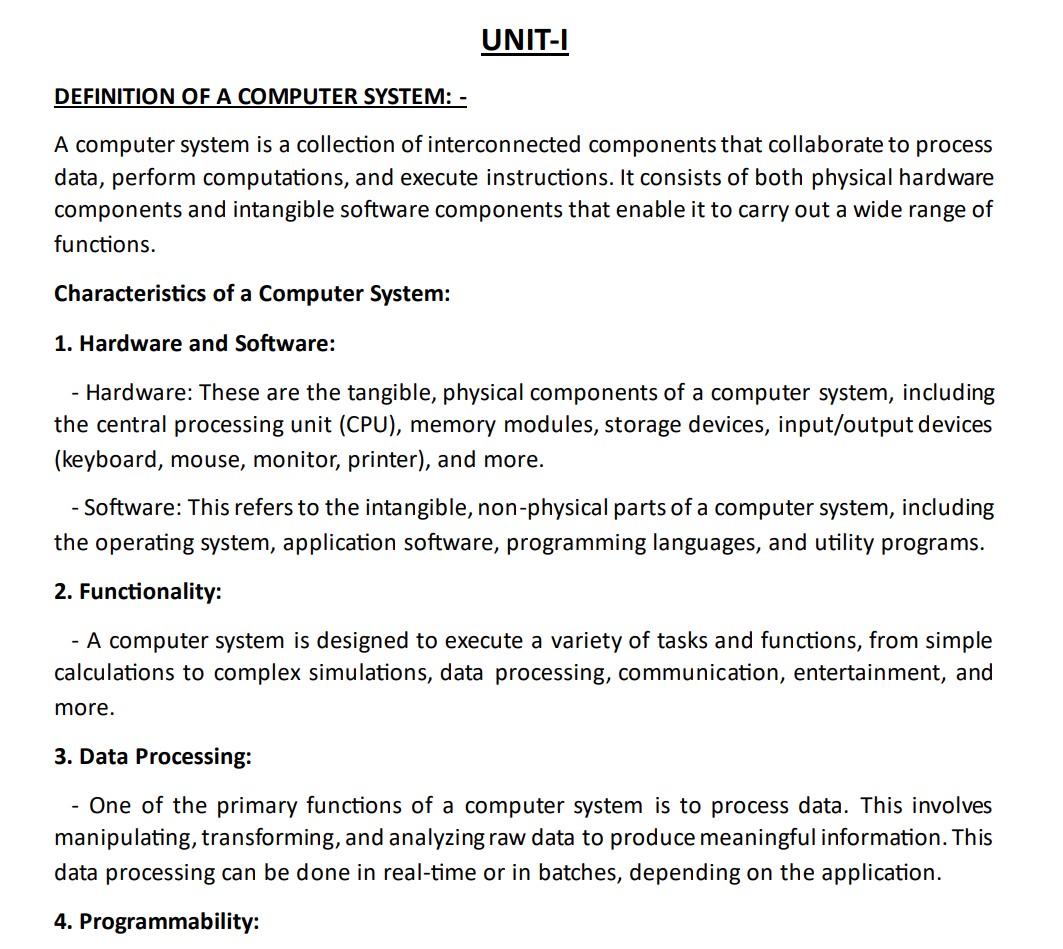 UNIT-I
DEFINITION OF A COMPUTER SYSTEM: -
A computer system is a collection of interconnected components that collaborate to process
data, perform computations, and execute instructions. It consists of both physical hardware
components and intangible software components that enable it to carry out a wide range of
functions.
Characteristics of a Computer System:
1. Hardware and Software:
- Hardware: These are the tangible, physical components of a computer system, including
the central processing unit (CPU), memory modules, storage devices, input/output devices
(keyboard, mouse, monitor, printer), and more.
- Software: This refers to the intangible, non-physical parts of a computer system, including
the operating system, application software, programming languages, and utility programs.
2. Functionality:
- A computer system is designed to execute a variety of tasks and functions, from simple
calculations to complex simulations, data processing, communication, entertainment, and
more.
3. Data Processing:
- One of the primary functions of a computer system is to process data. This involves
manipulating, transforming, and analyzing raw data to produce meaningful information. This
data processing can be done in real-time or in batches, depending on the application.
4. Programmability: